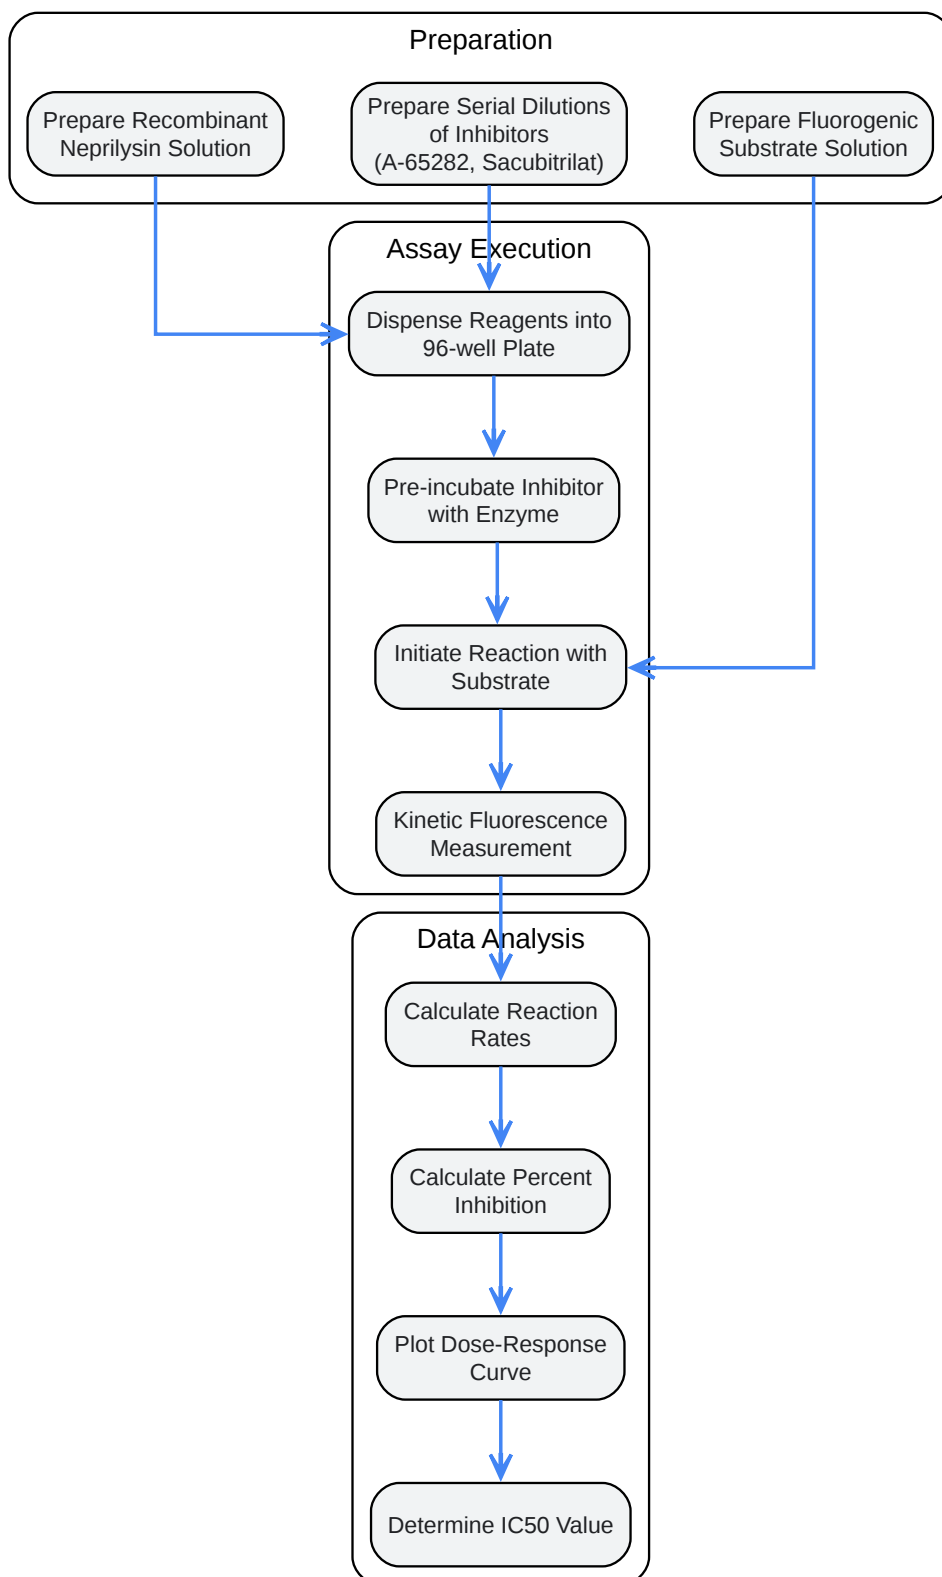 Preparation
Prepare Recombinant
Neprilysin Solution
Prepare Serial Dilutions
of Inhibitors
(A-65282, Sacubitrilat)
Prepare Fluorogenic
Substrate Solution
Assay Execution
Dispense Reagents into
96-well Plate
Pre-incubate Inhibitor
with Enzyme
Initiate Reaction with
Substrate
Kinetic Fluorescence
Measurement
Data Analysis
Calculate Reaction
Rates
Calculate Percent
Inhibition
Plot Dose-Response
Curve
Determine IC50 Value